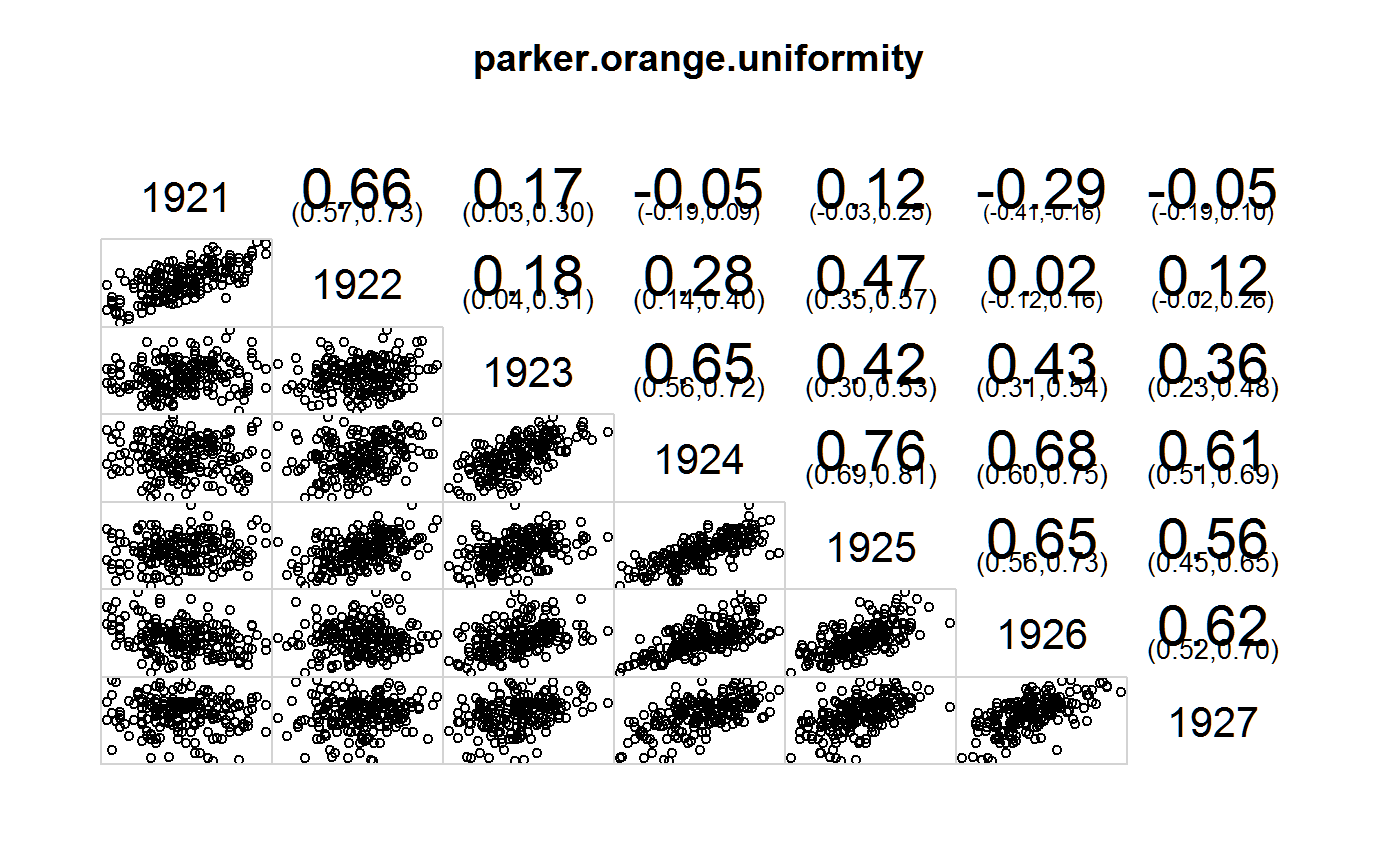 parker.orange.uniformity
1921 0.66 0.17 -0.05 0.12 -0.29 -0.05
(0.57,0.73) (0.03,0.30) (-0.19,0.09) (-0.03,0.25) (-0.41,-0.16) (-0.19,0.10)
1922 0.18 0.28 0.47 0.02 0.12
(0.04,0.31) (0.14,0.40) (0.35,0.57) (-0.12,0.16) (-0.02,0.26)
1923 0.65 0.42 0.43 0.36
(0.56,0.72) (0.30,0.53) (0.31,0.54) (0.23,0.48)
1924 0.76 0.68 0.61
(0.69,0.81) (0.60,0.75) (0.51,0.69)
1925 0.65 0.56
(0.56,0.73) (0.45,0.65)
1926 0.62
(0.52,0.70)
1927